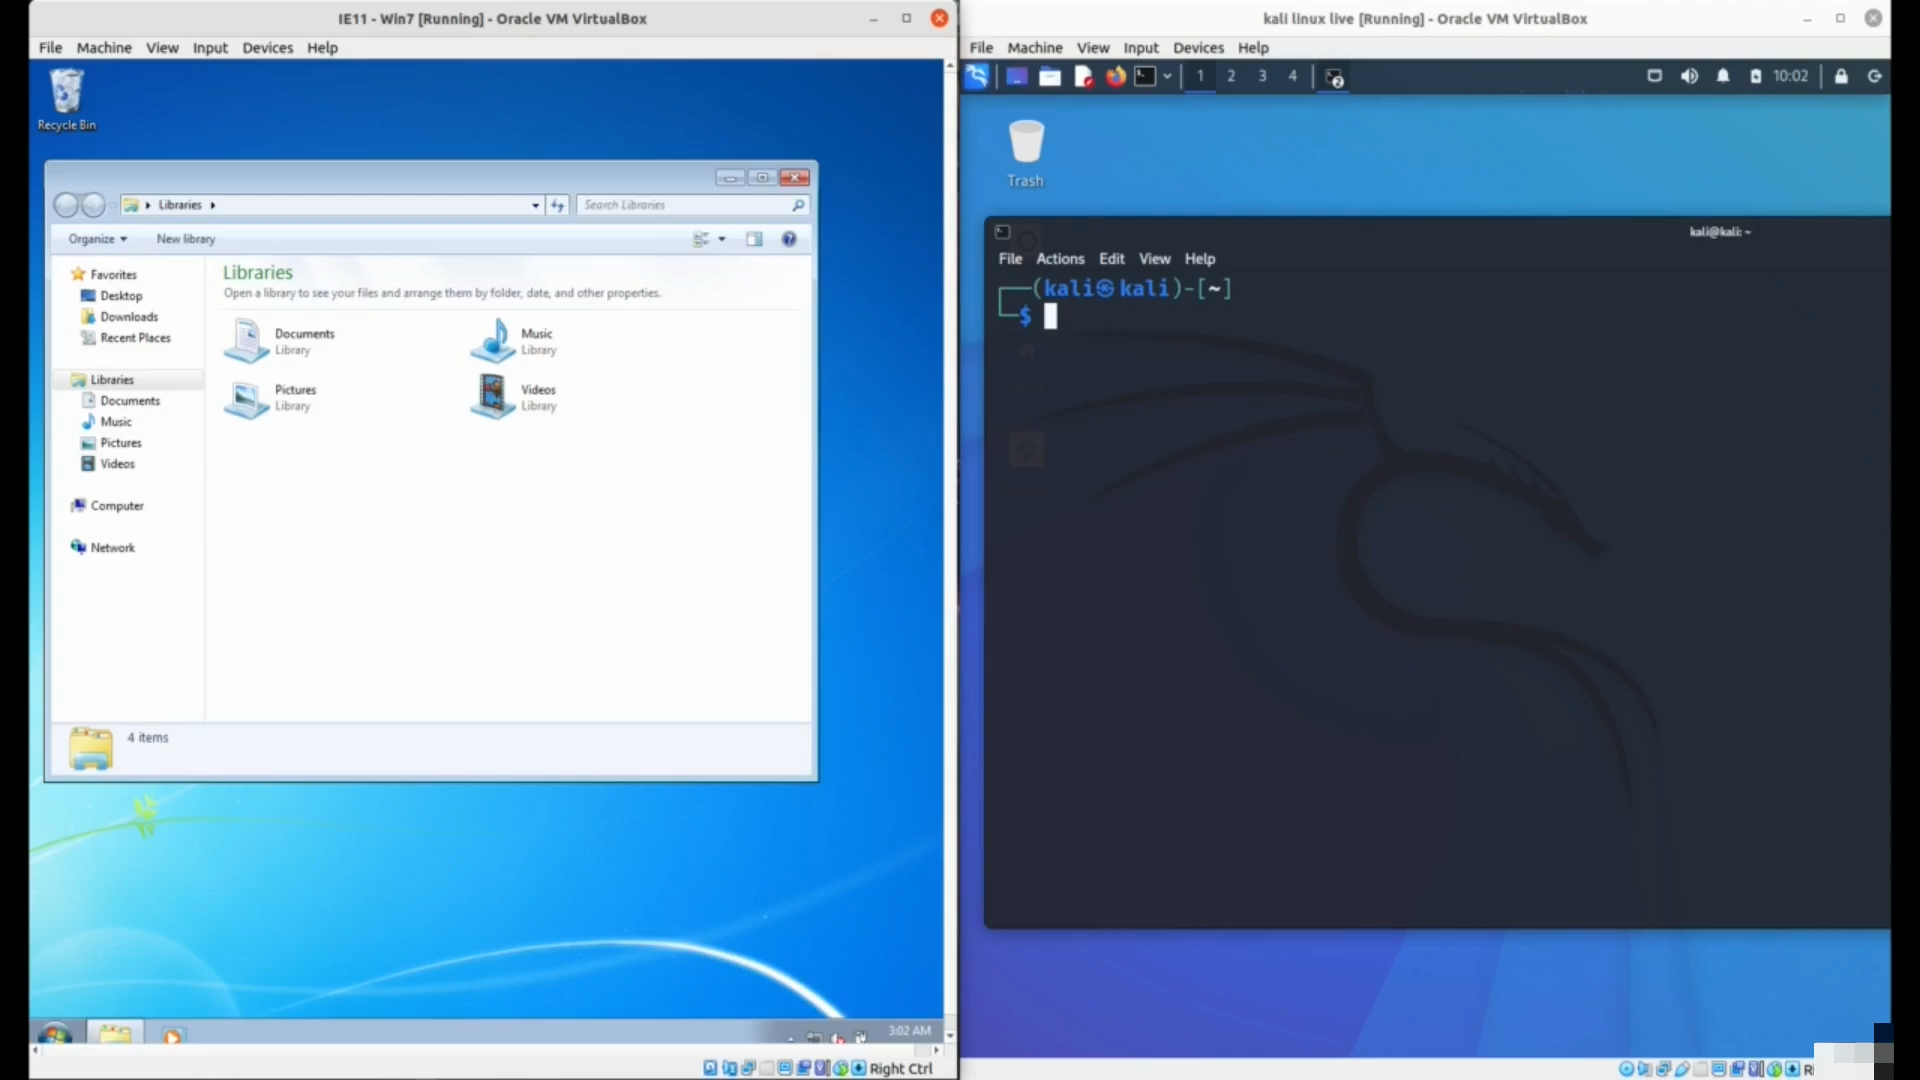 IE11 - Win7 [Running] - Oracle VM VirtualBox
File Machine View Input Devices Help
Recycle Bin
Libraries
Search Libraries
Organize New library
Favorites
Desktop
Downloads
Recent Places
Libraries
Documents
Music
Pictures
Videos
Computer
Network
Libraries
Open a library to see your files and arrange them by folder, date, and other properties.
Documents
Library
Music
Library
Pictures
Library
Videos
Library
4 items
3:02 AM
Right Ctrl
kali linux live [Running] - Oracle VM VirtualBox
File Machine View Input Devices Help
1 2 3 4 2 10:02
Trash
kali@kali: ~
File Actions Edit View Help
(kali㉿kali)-[~]
$